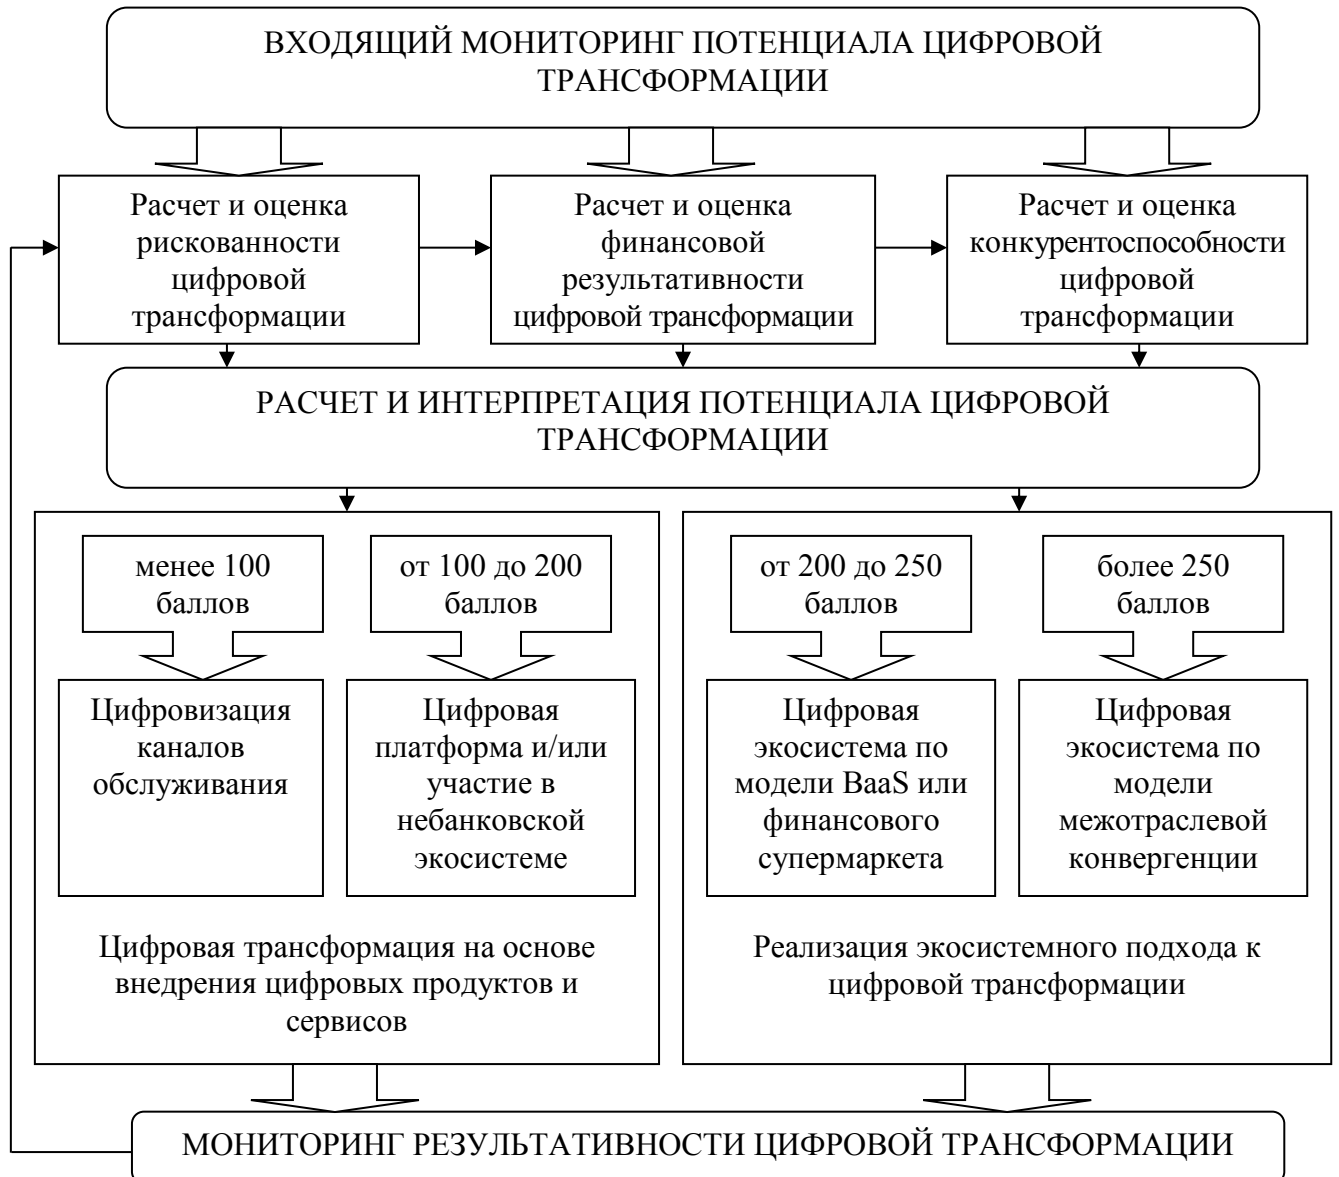 ВХОДЯЩИЙ МОНИТОРИНГ ПОТЕНЦИАЛА ЦИФРОВОЙ
ТРАНСФОРМАЦИИ
Расчет и оценка
рискованности
цифровой
трансформации
Расчет и оценка
финансовой
результативности
цифровой трансформации
Расчет и оценка
конкурентоспособности
цифровой
трансформации
РАСЧЕТ И ИНТЕРПРЕТАЦИЯ ПОТЕНЦИАЛА ЦИФРОВОЙ
ТРАНСФОРМАЦИИ
менее 100
баллов
от 100 до 200
баллов
от 200 до 250
баллов
более 250
баллов
Цифровизация
каналов
обслуживания
Цифровая
платформа и/или
участие в
небанковской
экосистеме
Цифровая
экосистема по
модели BaaS или
финансового
супермаркета
Цифровая
экосистема по
модели
межотраслевой
конвергенции
Цифровая трансформация на основе
внедрения цифровых продуктов и
сервисов
Реализация экосистемного подхода к
цифровой трансформации
МОНИТОРИНГ РЕЗУЛЬТАТИВНОСТИ ЦИФРОВОЙ ТРАНСФОРМАЦИИ